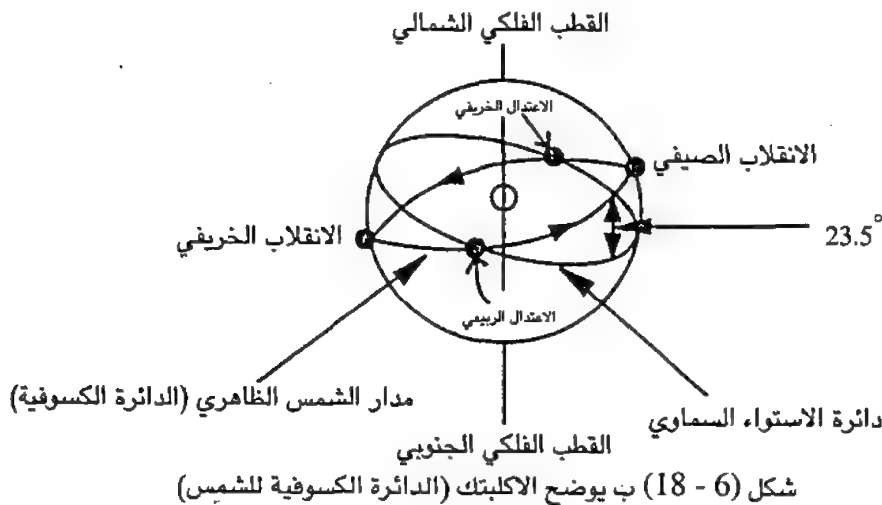 القطب الفلكي الشمالي
الاعتدال الخريفي
الانقلاب الصيفي
23.5°
الانقلاب الخريفي
الاعتدال الربيعي
مدار الشمس الظاهري (الدائرة الكسوفية)
دائرة الاستواء السماوي
القطب الفلكي الجنوبي
شكل (6 - 18) ب يوضح الاكلبتك (الدائرة الكسوفية للشمس)